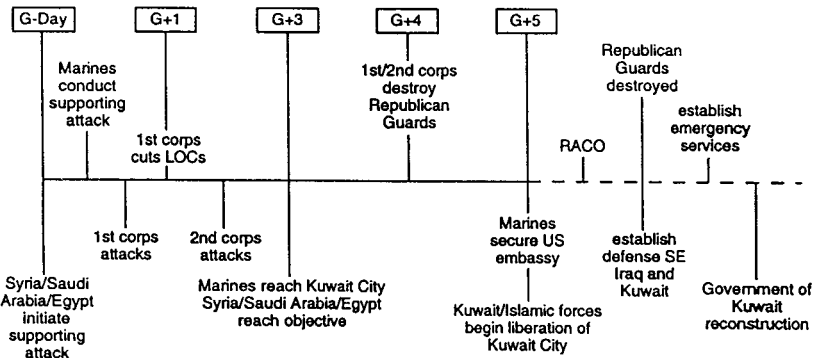 G-Day
G+1
G+3
G+4
G+5
Marines
conduct
supporting
attack
1st corps
cuts LOCs
1st/2nd corps
destroy
Republican
Guards
RACO
Republican
Guards
destroyed
establish
emergency
services
Syria/Saudi
Arabia/Egypt
initiate
supporting
attack
1st corps
attacks
2nd corps
attacks
Marines reach Kuwait City
Syria/Saudi Arabia/Egypt
reach objective
Marines
secure US
embassy
Kuwait/Islamic forces
begin liberation of
Kuwait City
establish
defense SE
Iraq and
Kuwait
Government of
Kuwait
reconstruction